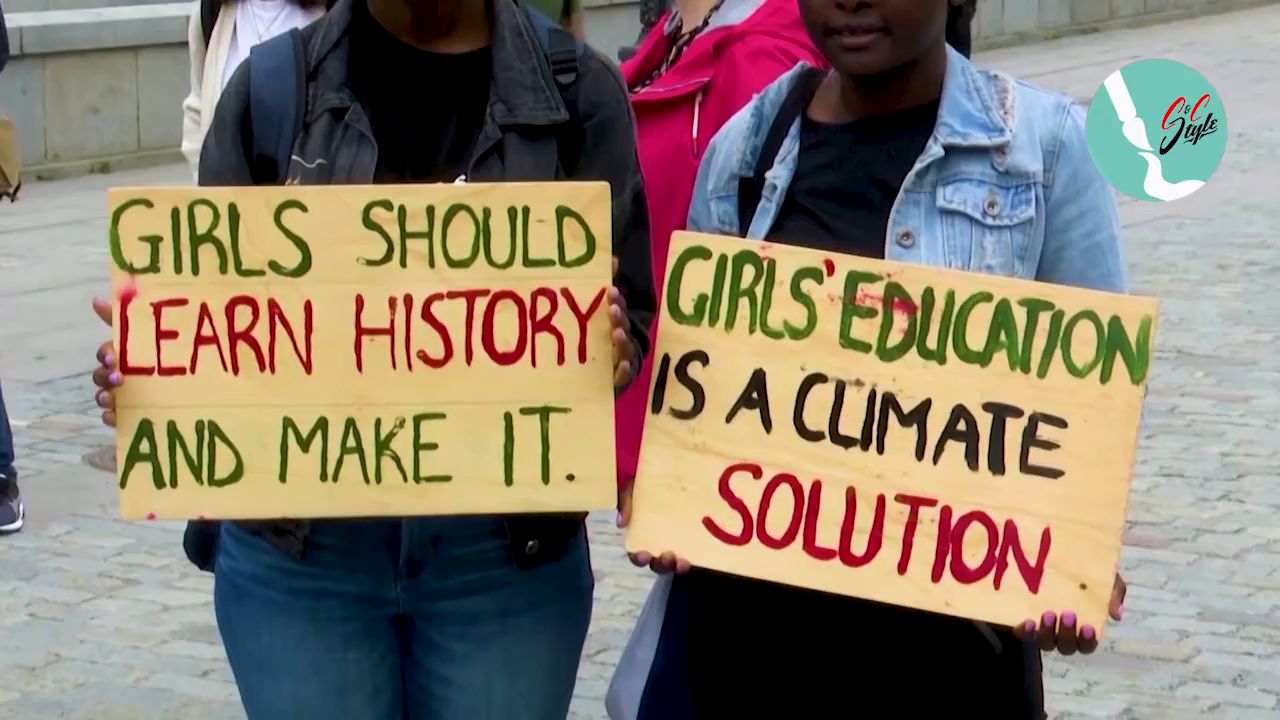 GIRLS SHOULD
LEARN HISTORY
AND MAKE IT.
GIRLS' EDUCATION
IS A CLIMATE
SOLUTION
S&C
Style